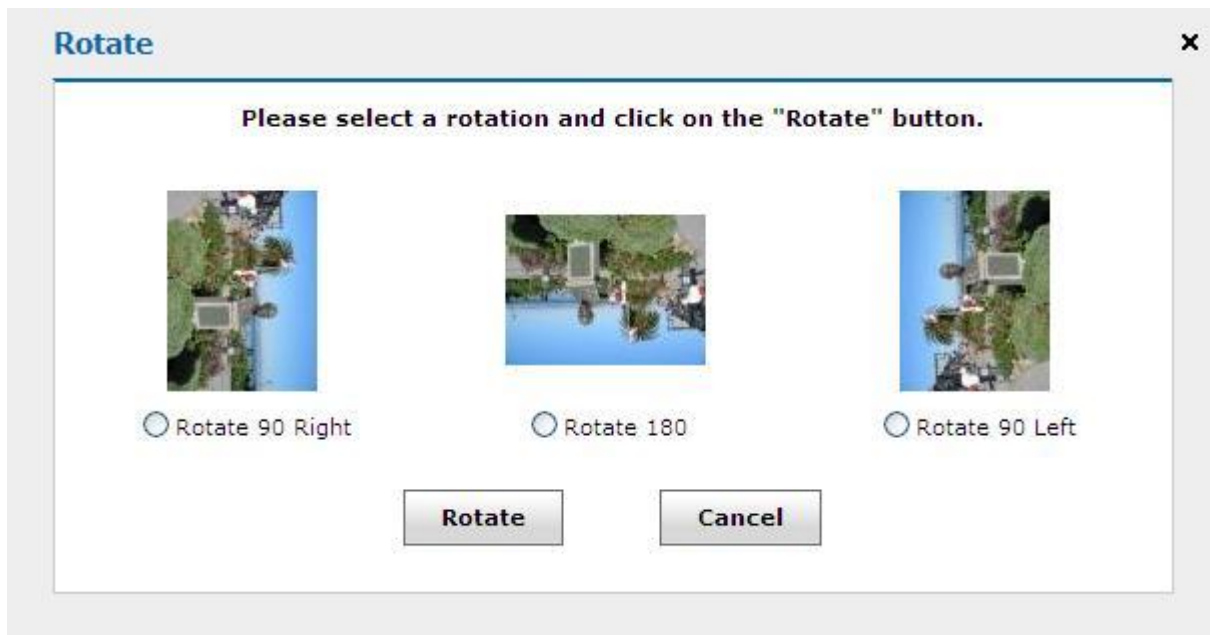 Rotate
Please select a rotation and click on the "Rotate" button.
Rotate 90 Right
Rotate 180
Rotate 90 Left
Rotate
Cancel